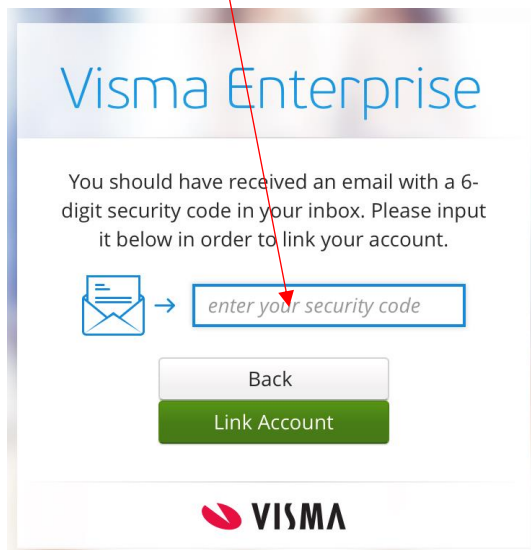 Visma Enterprise
You should have received an email with a 6-
digit security code in your inbox. Please input
it below in order to link your account.
enter your security code
Back
Link Account
VISMA